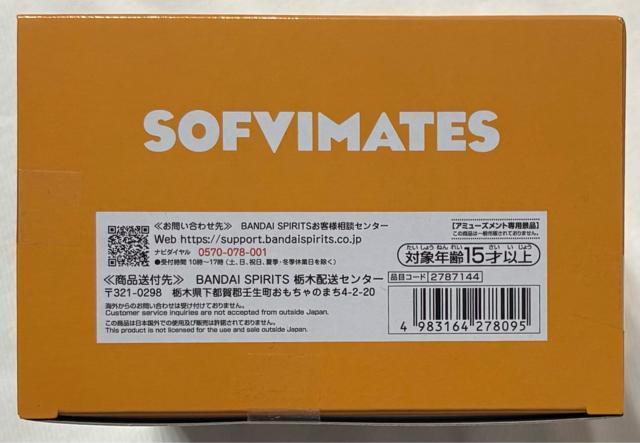 SOFVIMATES
≪お問い合わせ先≫ BANDAI SPIRITSお客様相談センター
Web https://support.bandaispirits.co.jp
ナビダイヤル 0570-078-001
●受付時間 10時〜17時 (土、日、祝日、夏季・冬季休業日を除く)
≪商品送付先≫ BANDAI SPIRITS 栃木配送センター
〒321-0298 栃木県下都賀郡壬生町おもちゃのまち4-2-20
海外からのお問い合わせは受け付けておりません。
Customer service inquiries are not accepted from outside Japan.
この商品は日本国外での使用及び販売は許諾されておりません。
This product is not licensed for the use and sale outside Japan.
[アミューズメント専用景品]
この商品は一般市販されておりません。
たいしょうねんれい さい いじょう
対象年齢15才以上
品目コード 2787144
4 983164 278095